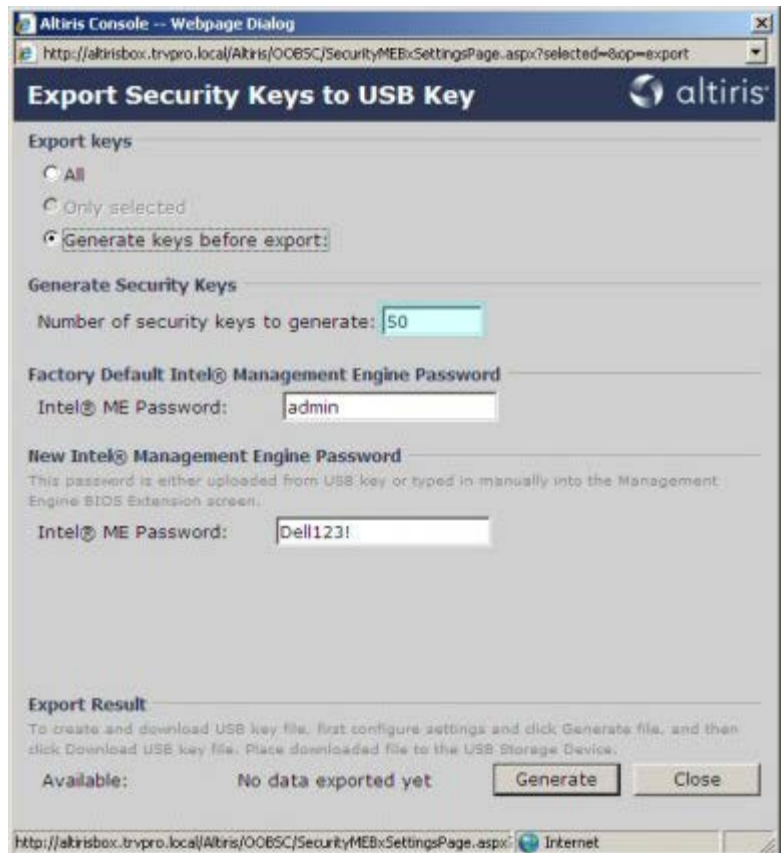 Altiris Console -- Webpage Dialog
http://altirisbox.trvpro.local/Altiris/OOBSC/SecurityMEBxSettingsPage.aspx?selected=&op=export
Export Security Keys to USB Key
altiris
Export keys
All
Only selected
Generate keys before export:
Generate Security Keys
Number of security keys to generate: 50
Factory Default Intel® Management Engine Password
Intel® ME Password: admin
New Intel® Management Engine Password
This password is either uploaded from USB key or typed in manually into the Management
Engine BIOS Extension screen.
Intel® ME Password: Dell123!
Export Result
To create and download USB key file, first configure settings and click Generate file, and then
click Download USB key file. Place downloaded file to the USB Storage Device.
Available: No data exported yet Generate Close
http://altirisbox.trvpro.local/Altiris/OOBSC/SecurityMEBxSettingsPage.aspx? Internet